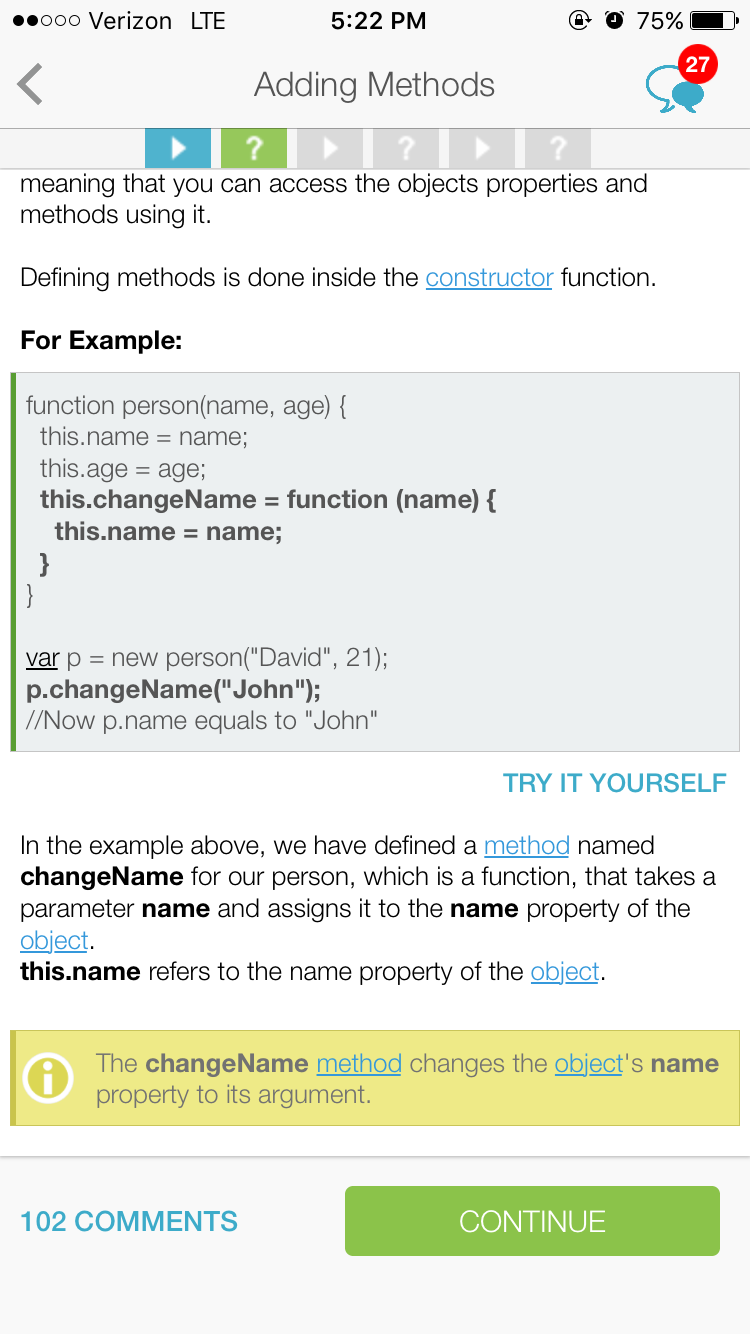 Verizon LTE 5:22 PM 75%
Adding Methods 27
? ? ?
meaning that you can access the objects properties and
methods using it.
Defining methods is done inside the constructor function.
For Example:
function person(name, age) {
this.name = name;
this.age = age;
this.changeName = function (name) {
this.name = name;
}
}
var p = new person("David", 21);
p.changeName("John");
//Now p.name equals to "John"
TRY IT YOURSELF
In the example above, we have defined a method named
changeName for our person, which is a function, that takes a
parameter name and assigns it to the name property of the
object.
this.name refers to the name property of the object.
The changeName method changes the object's name
property to its argument.
102 COMMENTS CONTINUE